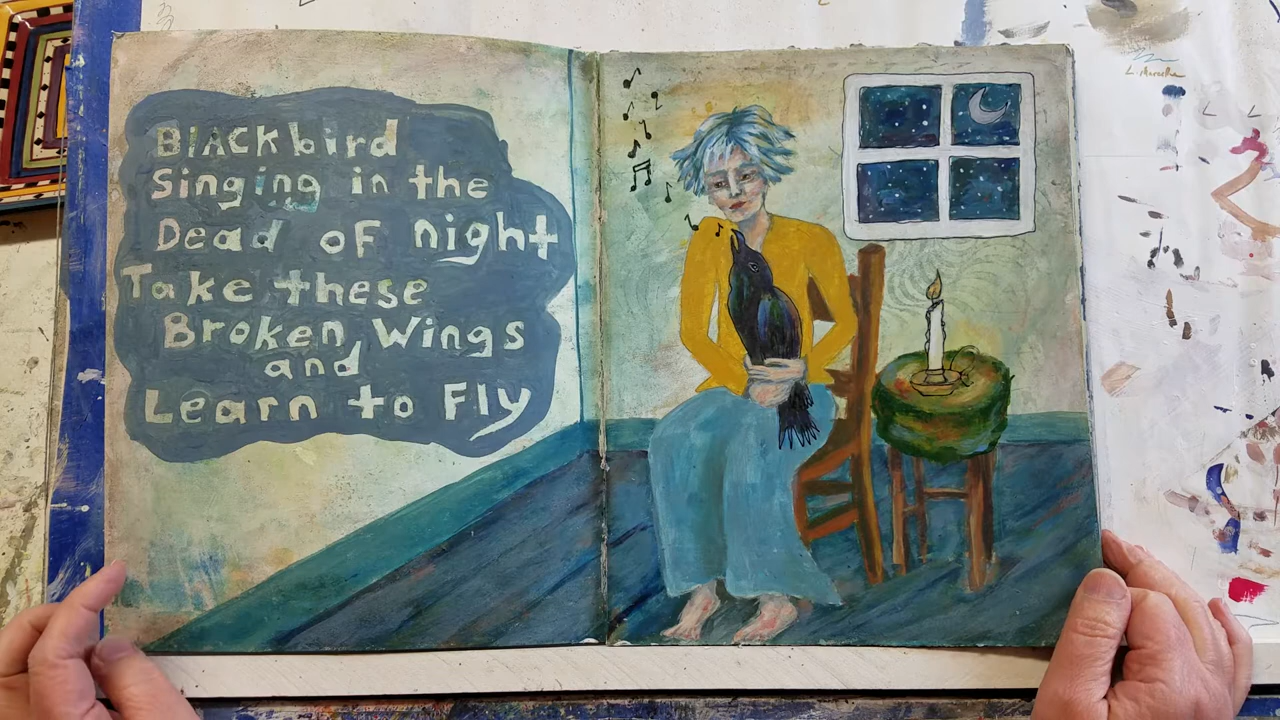 BlACKbird
Singing in the
Dead oF night
Take these
Broken Wings
and
Learn to Fly